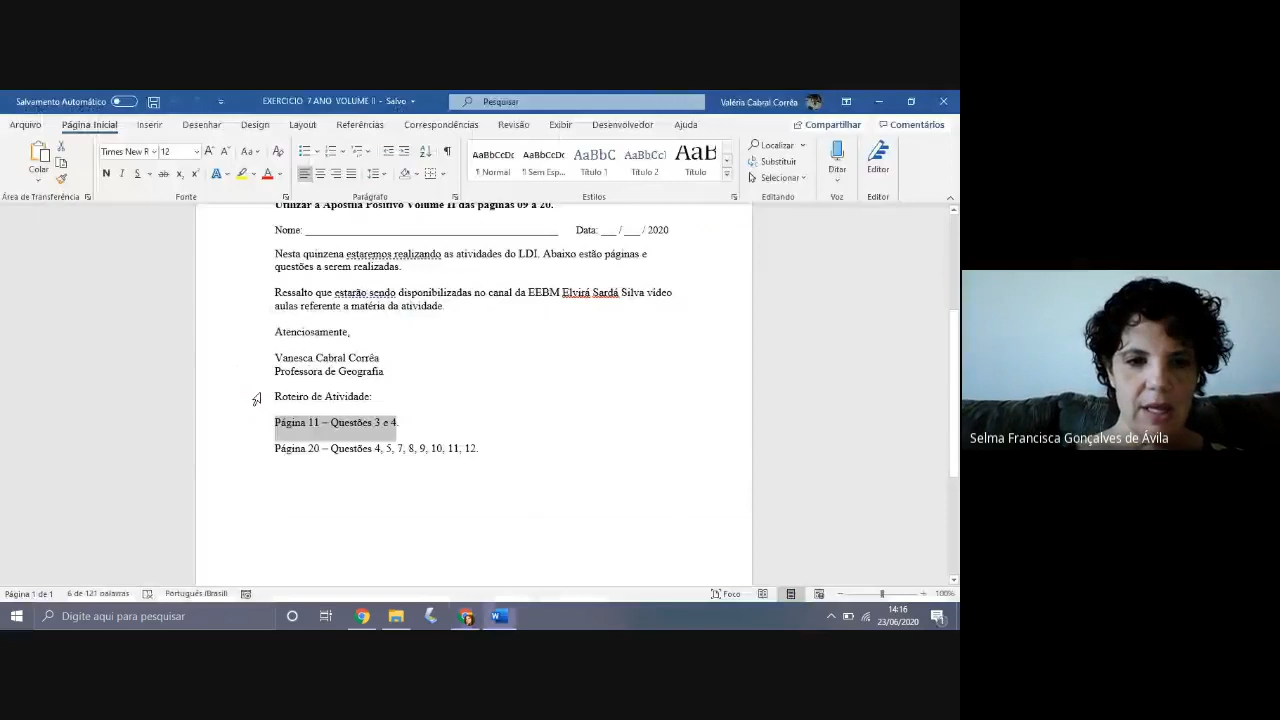 Salvamento Automático
EXERCICIO 7 ANO VOLUME II - Salvo
Pesquisar
Valéria Cabral Corrêa
Arquivo Página Inicial Inserir Desenhar Design Layout Referências Correspondências Revisão Exibir Desenvolvedor Ajuda Compartilhar Comentários
Colar
Times New R 12
AaBbCcDc AaBbCcDc AaBbC AaBbCcI AaB
¶ Normal ¶ Sem Esp... Título 1 Título 2 Título
Localizar
Substituir
Selecionar
Ditar
Editor
Área de Transferência Fonte Parágrafo Estilos Editando Voz Editor
Utilizar a Apostila Positivo Volume II das páginas 09 a 20.
Nome: ____________________ Data: ___ / ___ / 2020
Nesta quinzena estaremos realizando as atividades do LDI. Abaixo estão páginas e
questões a serem realizadas.
Ressalto que estarão sendo disponibilizadas no canal da EEBM Elvirá Sardá Silva vídeo
aulas referente a matéria da atividade.
Atenciosamente,
Vanesca Cabral Corrêa
Professora de Geografia
Roteiro de Atividade:
Página 11 – Questões 3 e 4.
Página 20 – Questões 4, 5, 7, 8, 9, 10, 11, 12.
Selma Francisca Gonçalves de Ávila
Página 1 de 1 6 de 121 palavras Português (Brasil) Foco 100%
Digite aqui para pesquisar
14:16
23/06/2020